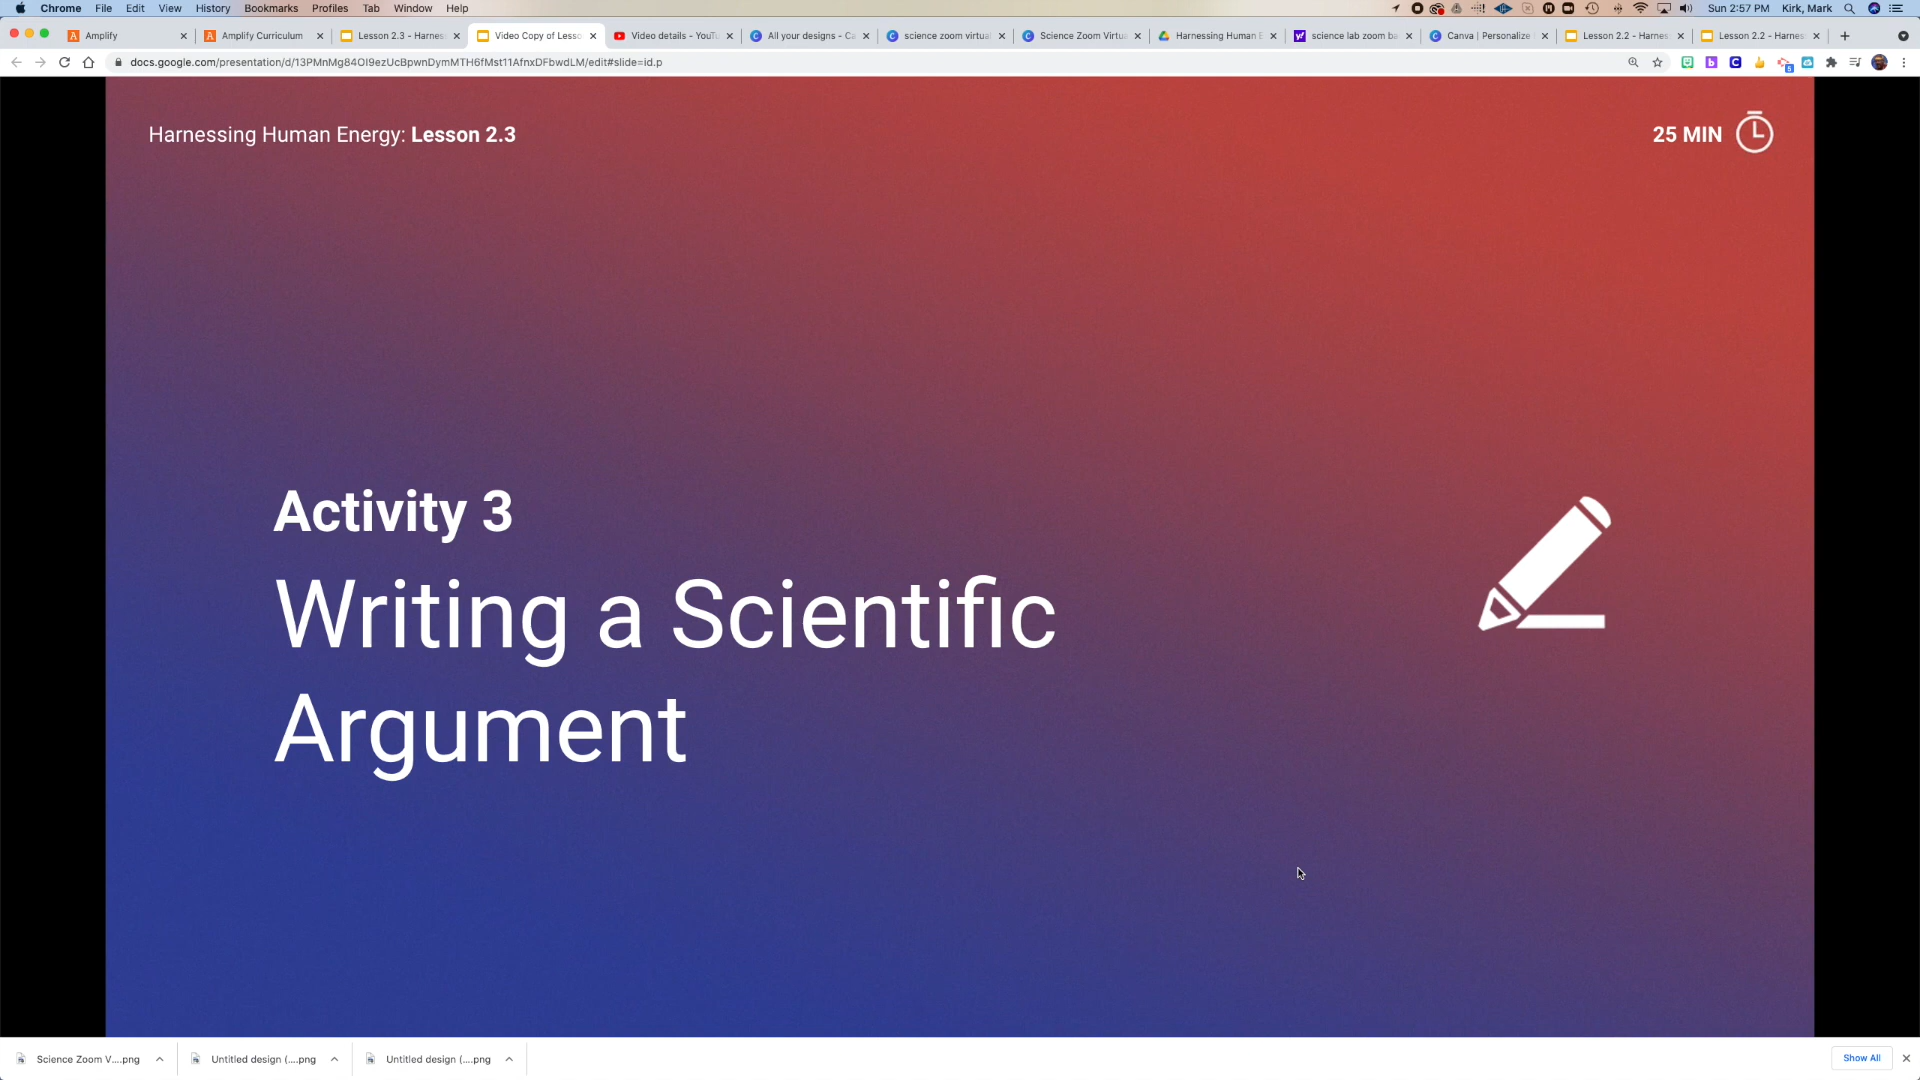 Chrome File Edit View History Bookmarks Profiles Tab Window Help Sun 2:57 PM Kirk, Mark
Amplify Amplify Curriculum Lesson 2.3 - Harnes Video Copy of Lesso Video details - YouTu All your designs - Ca science zoom virtual Science Zoom Virtua Harnessing Human E science lab zoom ba Canva | Personalize Lesson 2.2 - Harnes Lesson 2.2 - Harnes
docs.google.com/presentation/d/13PMnMg84OI9ezUcBpwnDymMTH6fMst11AfnxDFbwdLM/edit#slide=id.p
Harnessing Human Energy: Lesson 2.3
25 MIN
Activity 3
Writing a Scientific
Argument
Science Zoom V....png Untitled design (....png Untitled design (....png Show All